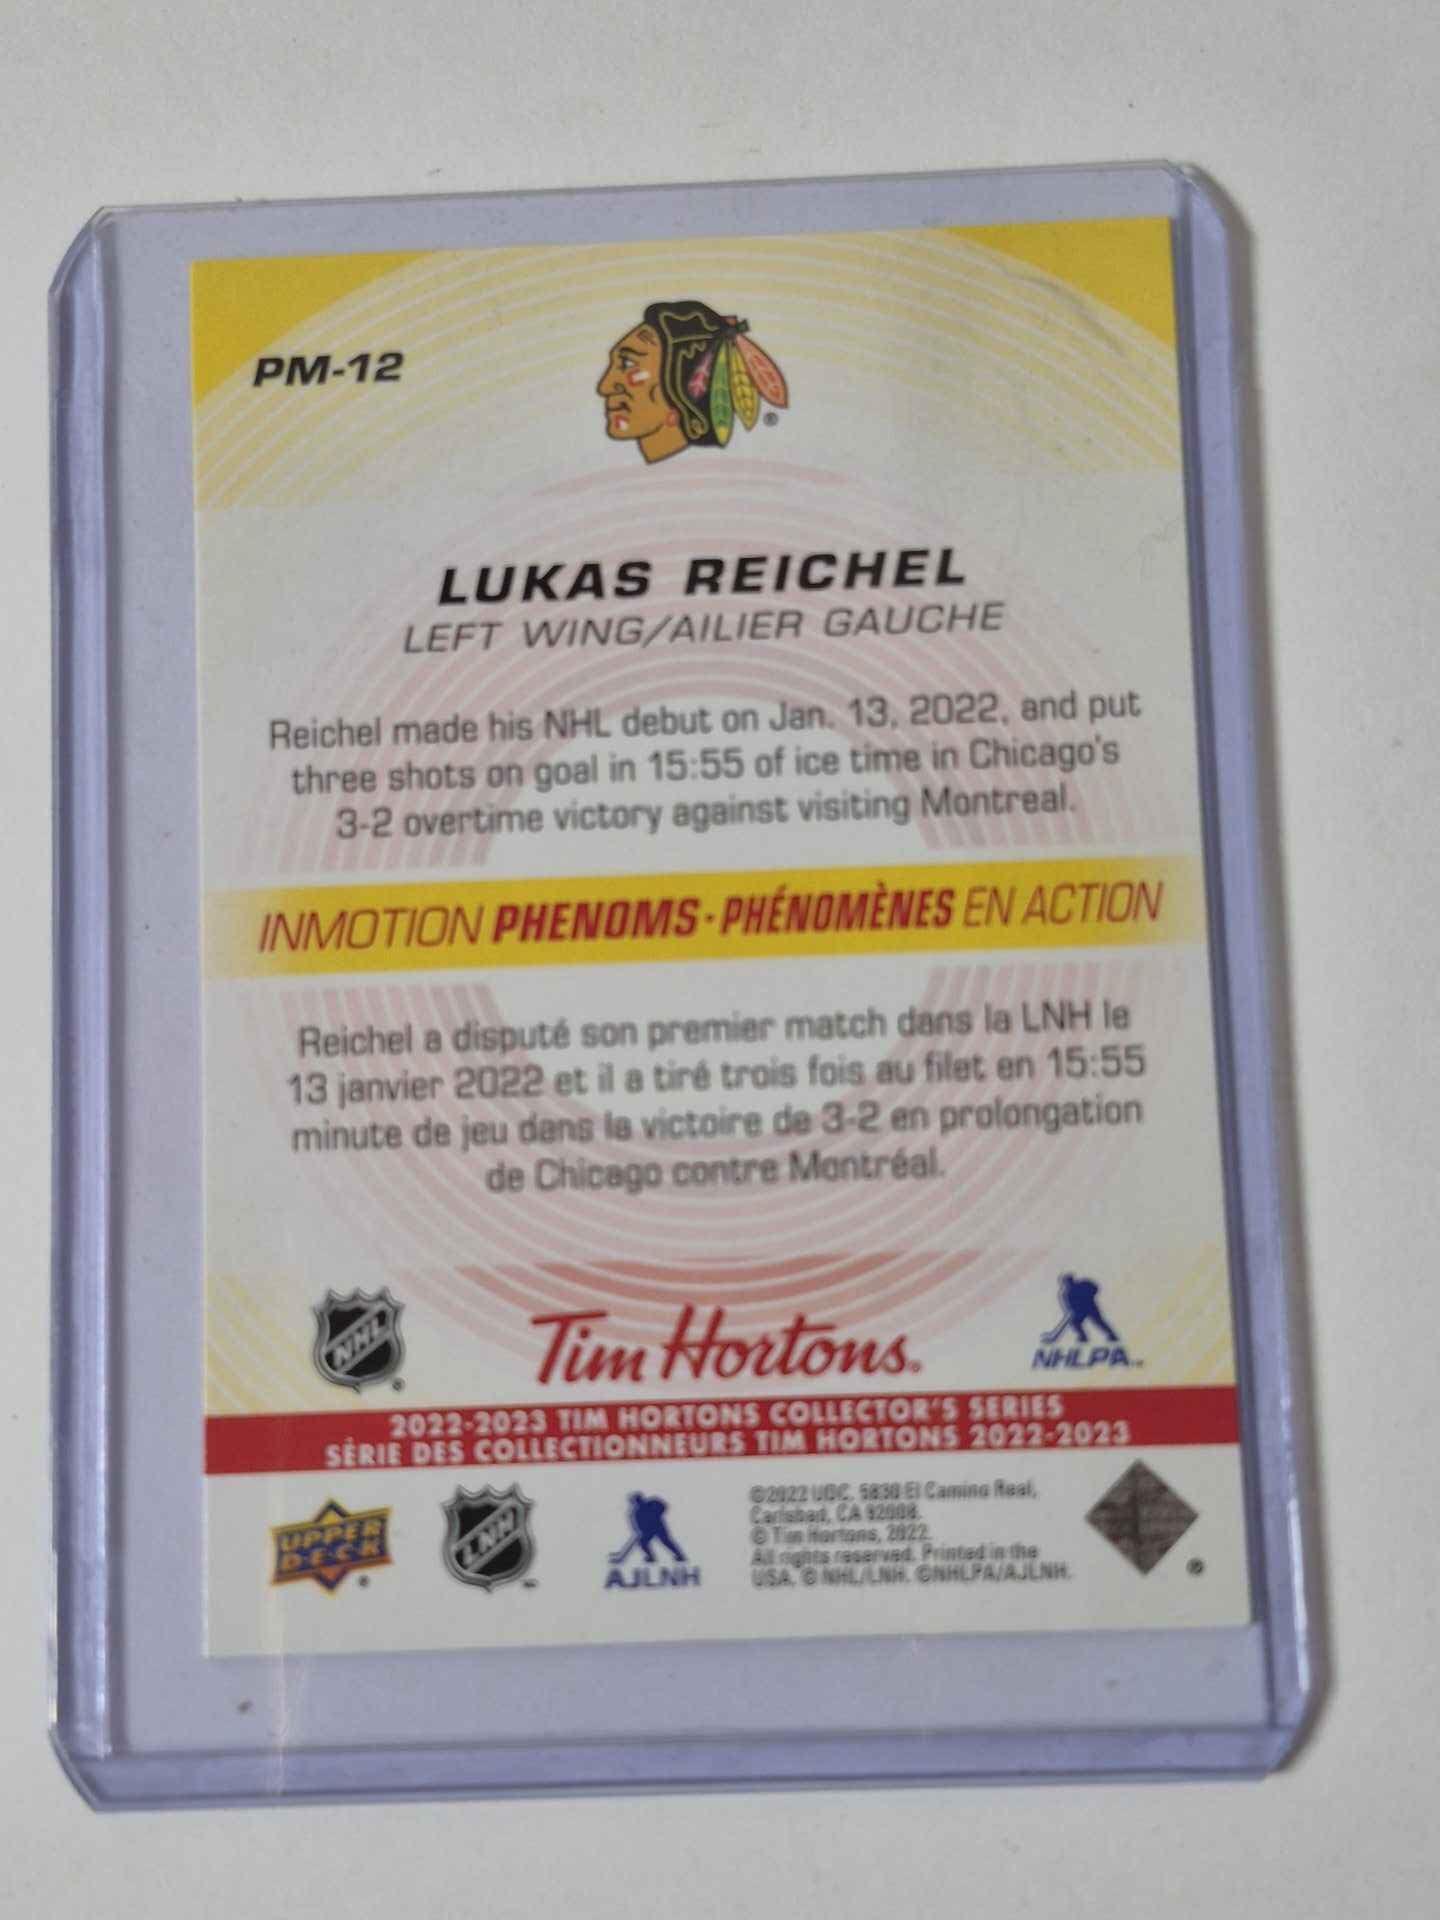 PM-12
LUKAS REICHEL
LEFT WING/AILIER GAUCHE
Reichel made his NHL debut on Jan. 13, 2022, and put
three shots on goal in 15:55 of ice time in Chicago's
3-2 overtime victory against visiting Montreal.
INMOTION PHENOMS · PHÉNOMÈNES EN ACTION
Reichel a disputé son premier match dans la LNH le
13 janvier 2022 et il a tiré trois fois au filet en 15:55
minute de jeu dans la victoire de 3-2 en prolongation
de Chicago contre Montréal.
NHL
Tim Hortons.
NHLPA™
2022-2023 TIM HORTONS COLLECTOR'S SERIES
SÉRIE DES COLLECTIONNEURS TIM HORTONS 2022-2023
UPPER
DECK
LNH
AJLNH
©2022 UDC, 5830 El Camino Real,
Carlsbad, CA 92008.
© Tim Hortons, 2022.
All rights reserved. Printed in the
USA. © NHL/LNH. ©NHLPA/AJLNH.